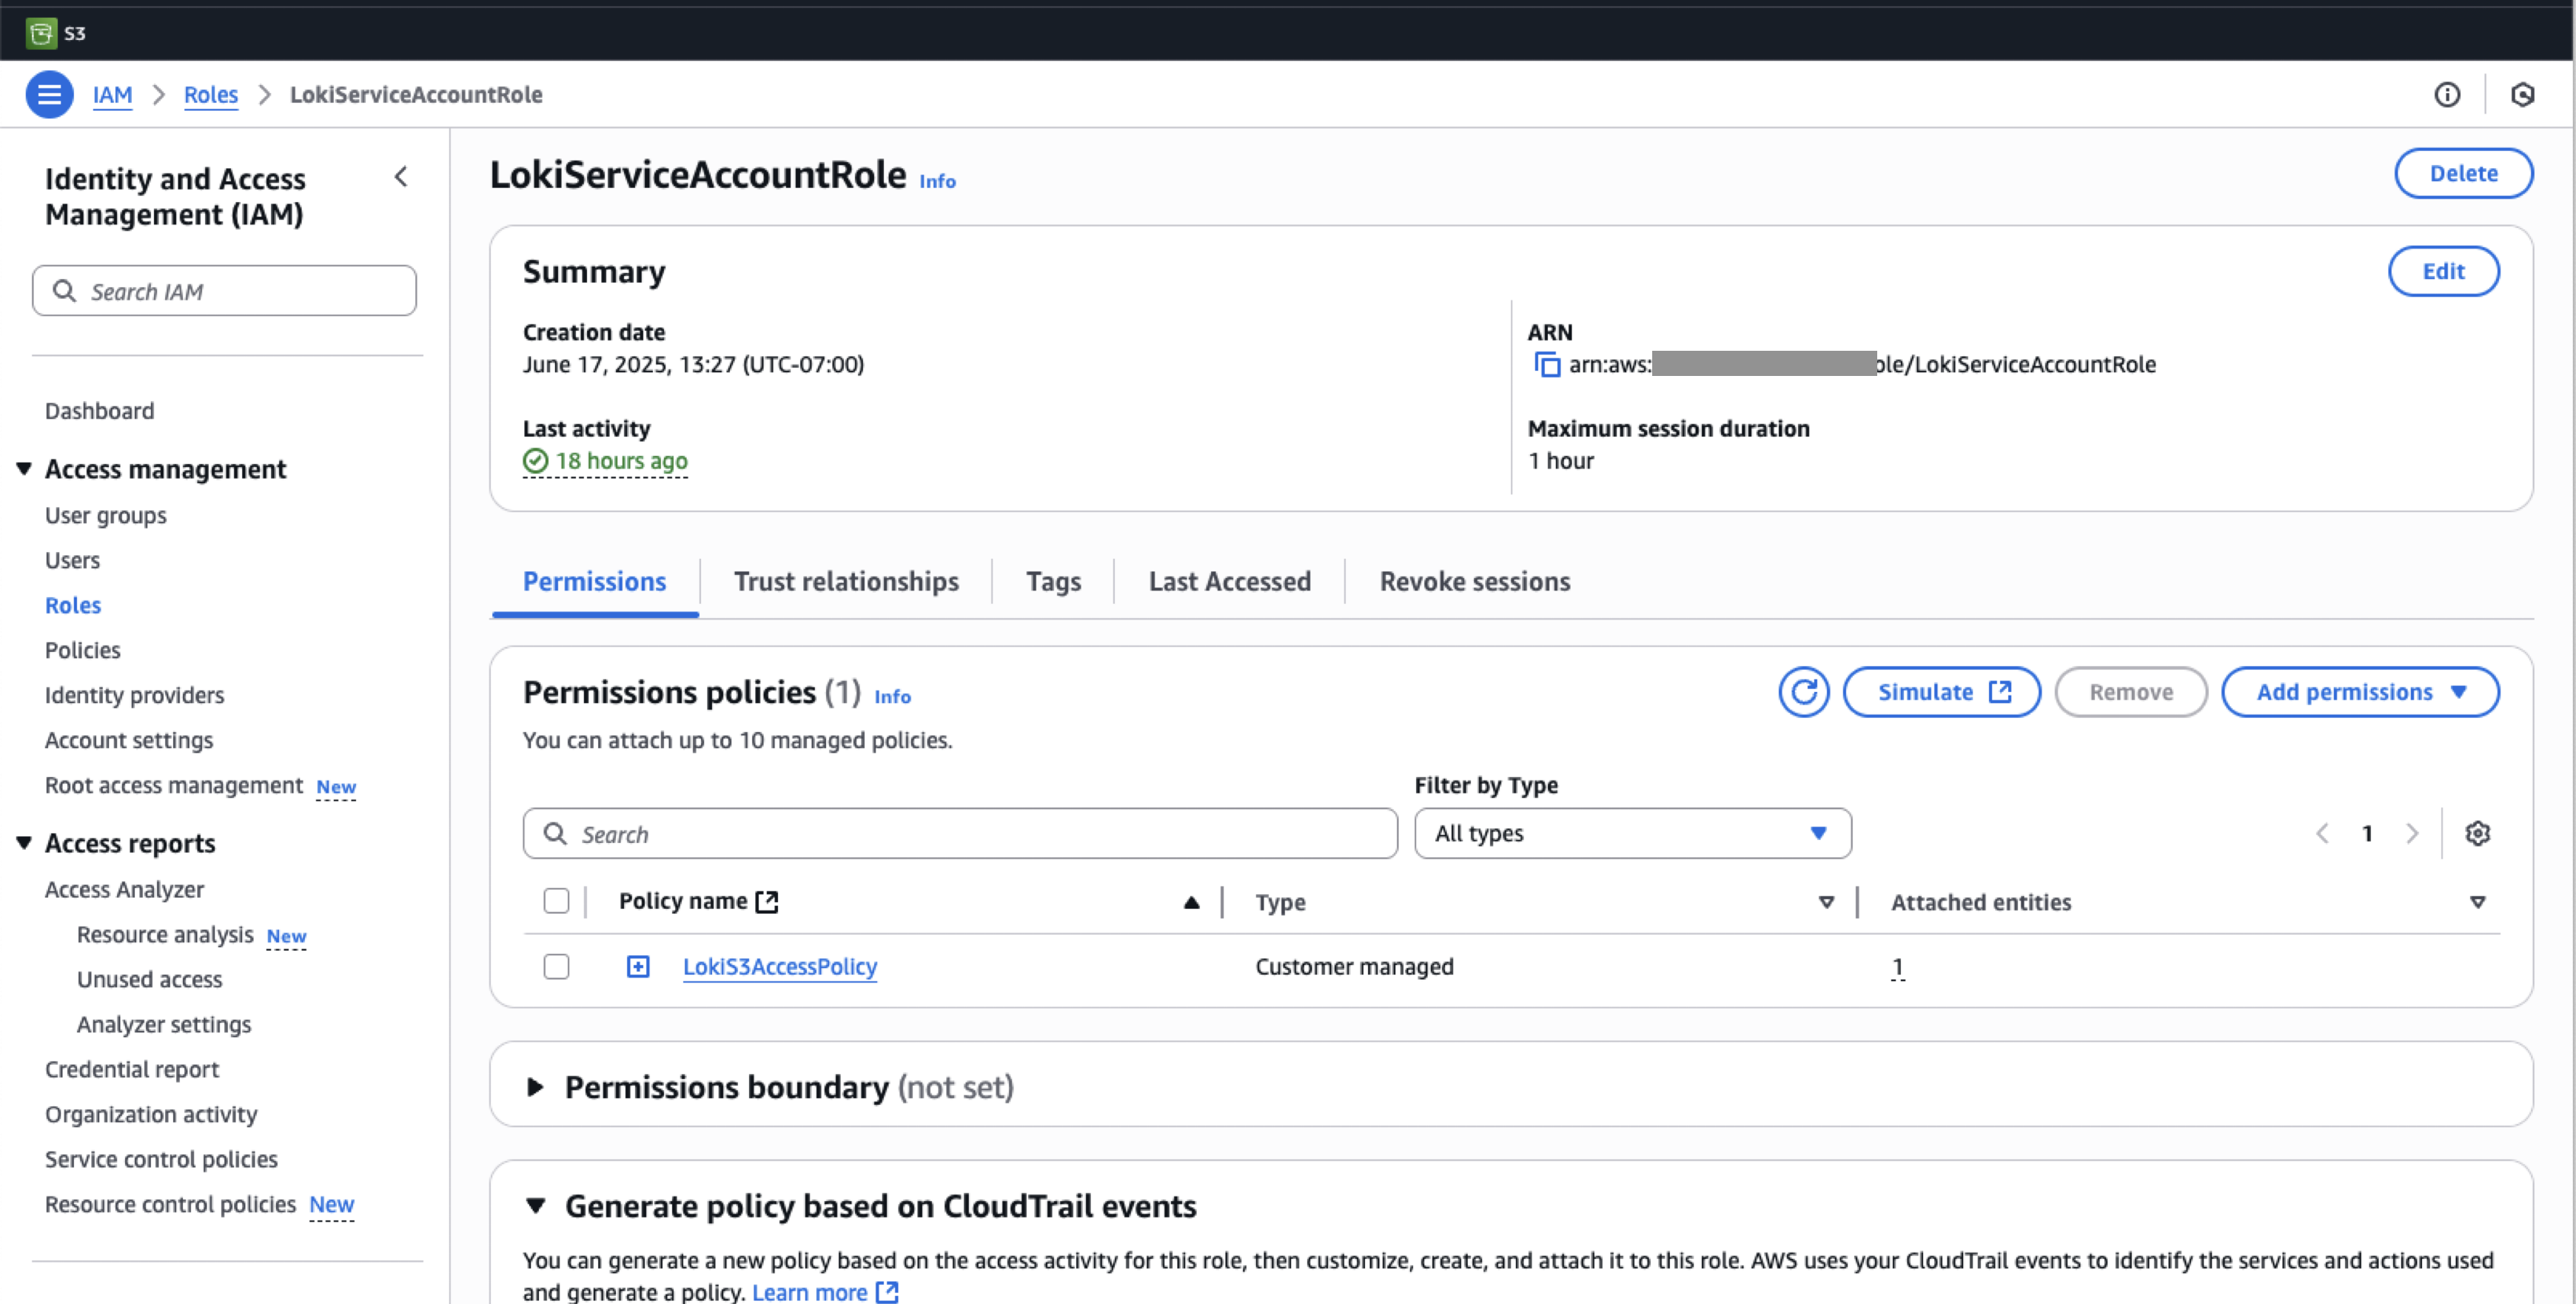 S3
IAM > Roles > LokiServiceAccountRole
Identity and Access
Management (IAM)
Search IAM
Dashboard
Access management
User groups
Users
Roles
Policies
Identity providers
Account settings
Root access management New
Access reports
Access Analyzer
Resource analysis New
Unused access
Analyzer settings
Credential report
Organization activity
Service control policies
Resource control policies New
LokiServiceAccountRole Info
Delete
Summary
Edit
Creation date
June 17, 2025, 13:27 (UTC-07:00)
ARN
arn:aws: ole/LokiServiceAccountRole
Last activity
18 hours ago
Maximum session duration
1 hour
Permissions
Trust relationships
Tags
Last Accessed
Revoke sessions
Permissions policies (1) Info
Simulate
Remove
Add permissions
You can attach up to 10 managed policies.
Filter by Type
Search
All types
1
Policy name
Type
Attached entities
LokiS3AccessPolicy
Customer managed
1
Permissions boundary (not set)
Generate policy based on CloudTrail events
You can generate a new policy based on the access activity for this role, then customize, create, and attach it to this role. AWS uses your CloudTrail events to identify the services and actions used
and generate a policy. Learn more